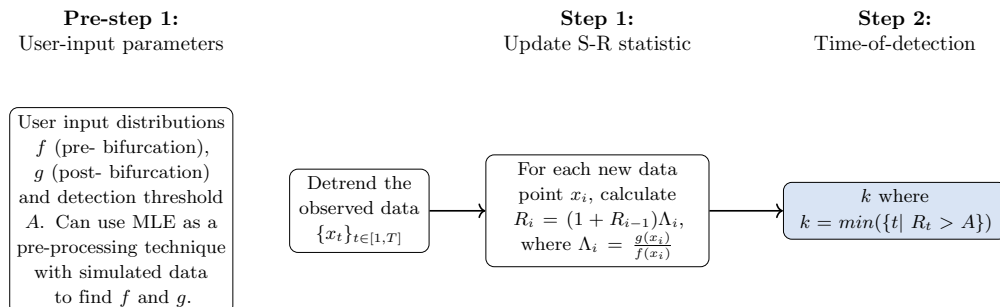 Pre-step 1:
User-input parameters
Step 1:
Update S-R statistic
Step 2:
Time-of-detection
User input distributions
f (pre- bifurcation),
g (post- bifurcation)
and detection threshold
A. Can use MLE as a
pre-processing technique
with simulated data
to find f and g.
Detrend the
observed data
{x_t}_{t∈[1,T]}
For each new data
point x_i, calculate
R_i = (1 + R_{i−1})Λ_i,
where Λ_i = g(x_i)/f(x_i)
k where
k = min({t| R_t > A})